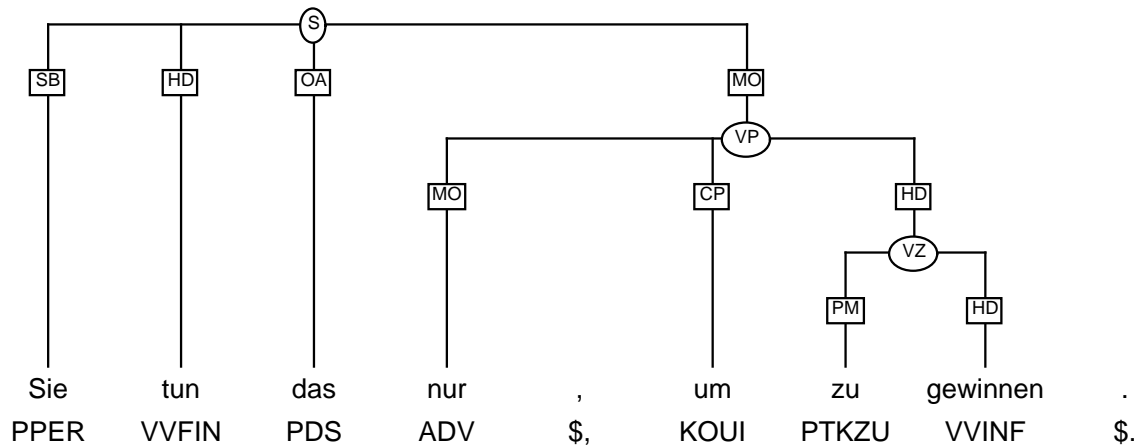 S
SB HD OA MO
VP
MO CP HD
VZ
PM HD
Sie tun das nur , um zu gewinnen .
PPER VVFIN PDS ADV $, KOUI PTKZU VVINF $.